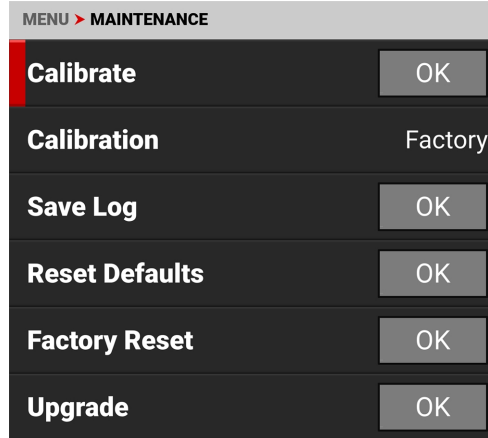 MENU ➤ MAINTENANCE
Calibrate OK
Calibration Factory
Save Log OK
Reset Defaults OK
Factory Reset OK
Upgrade OK